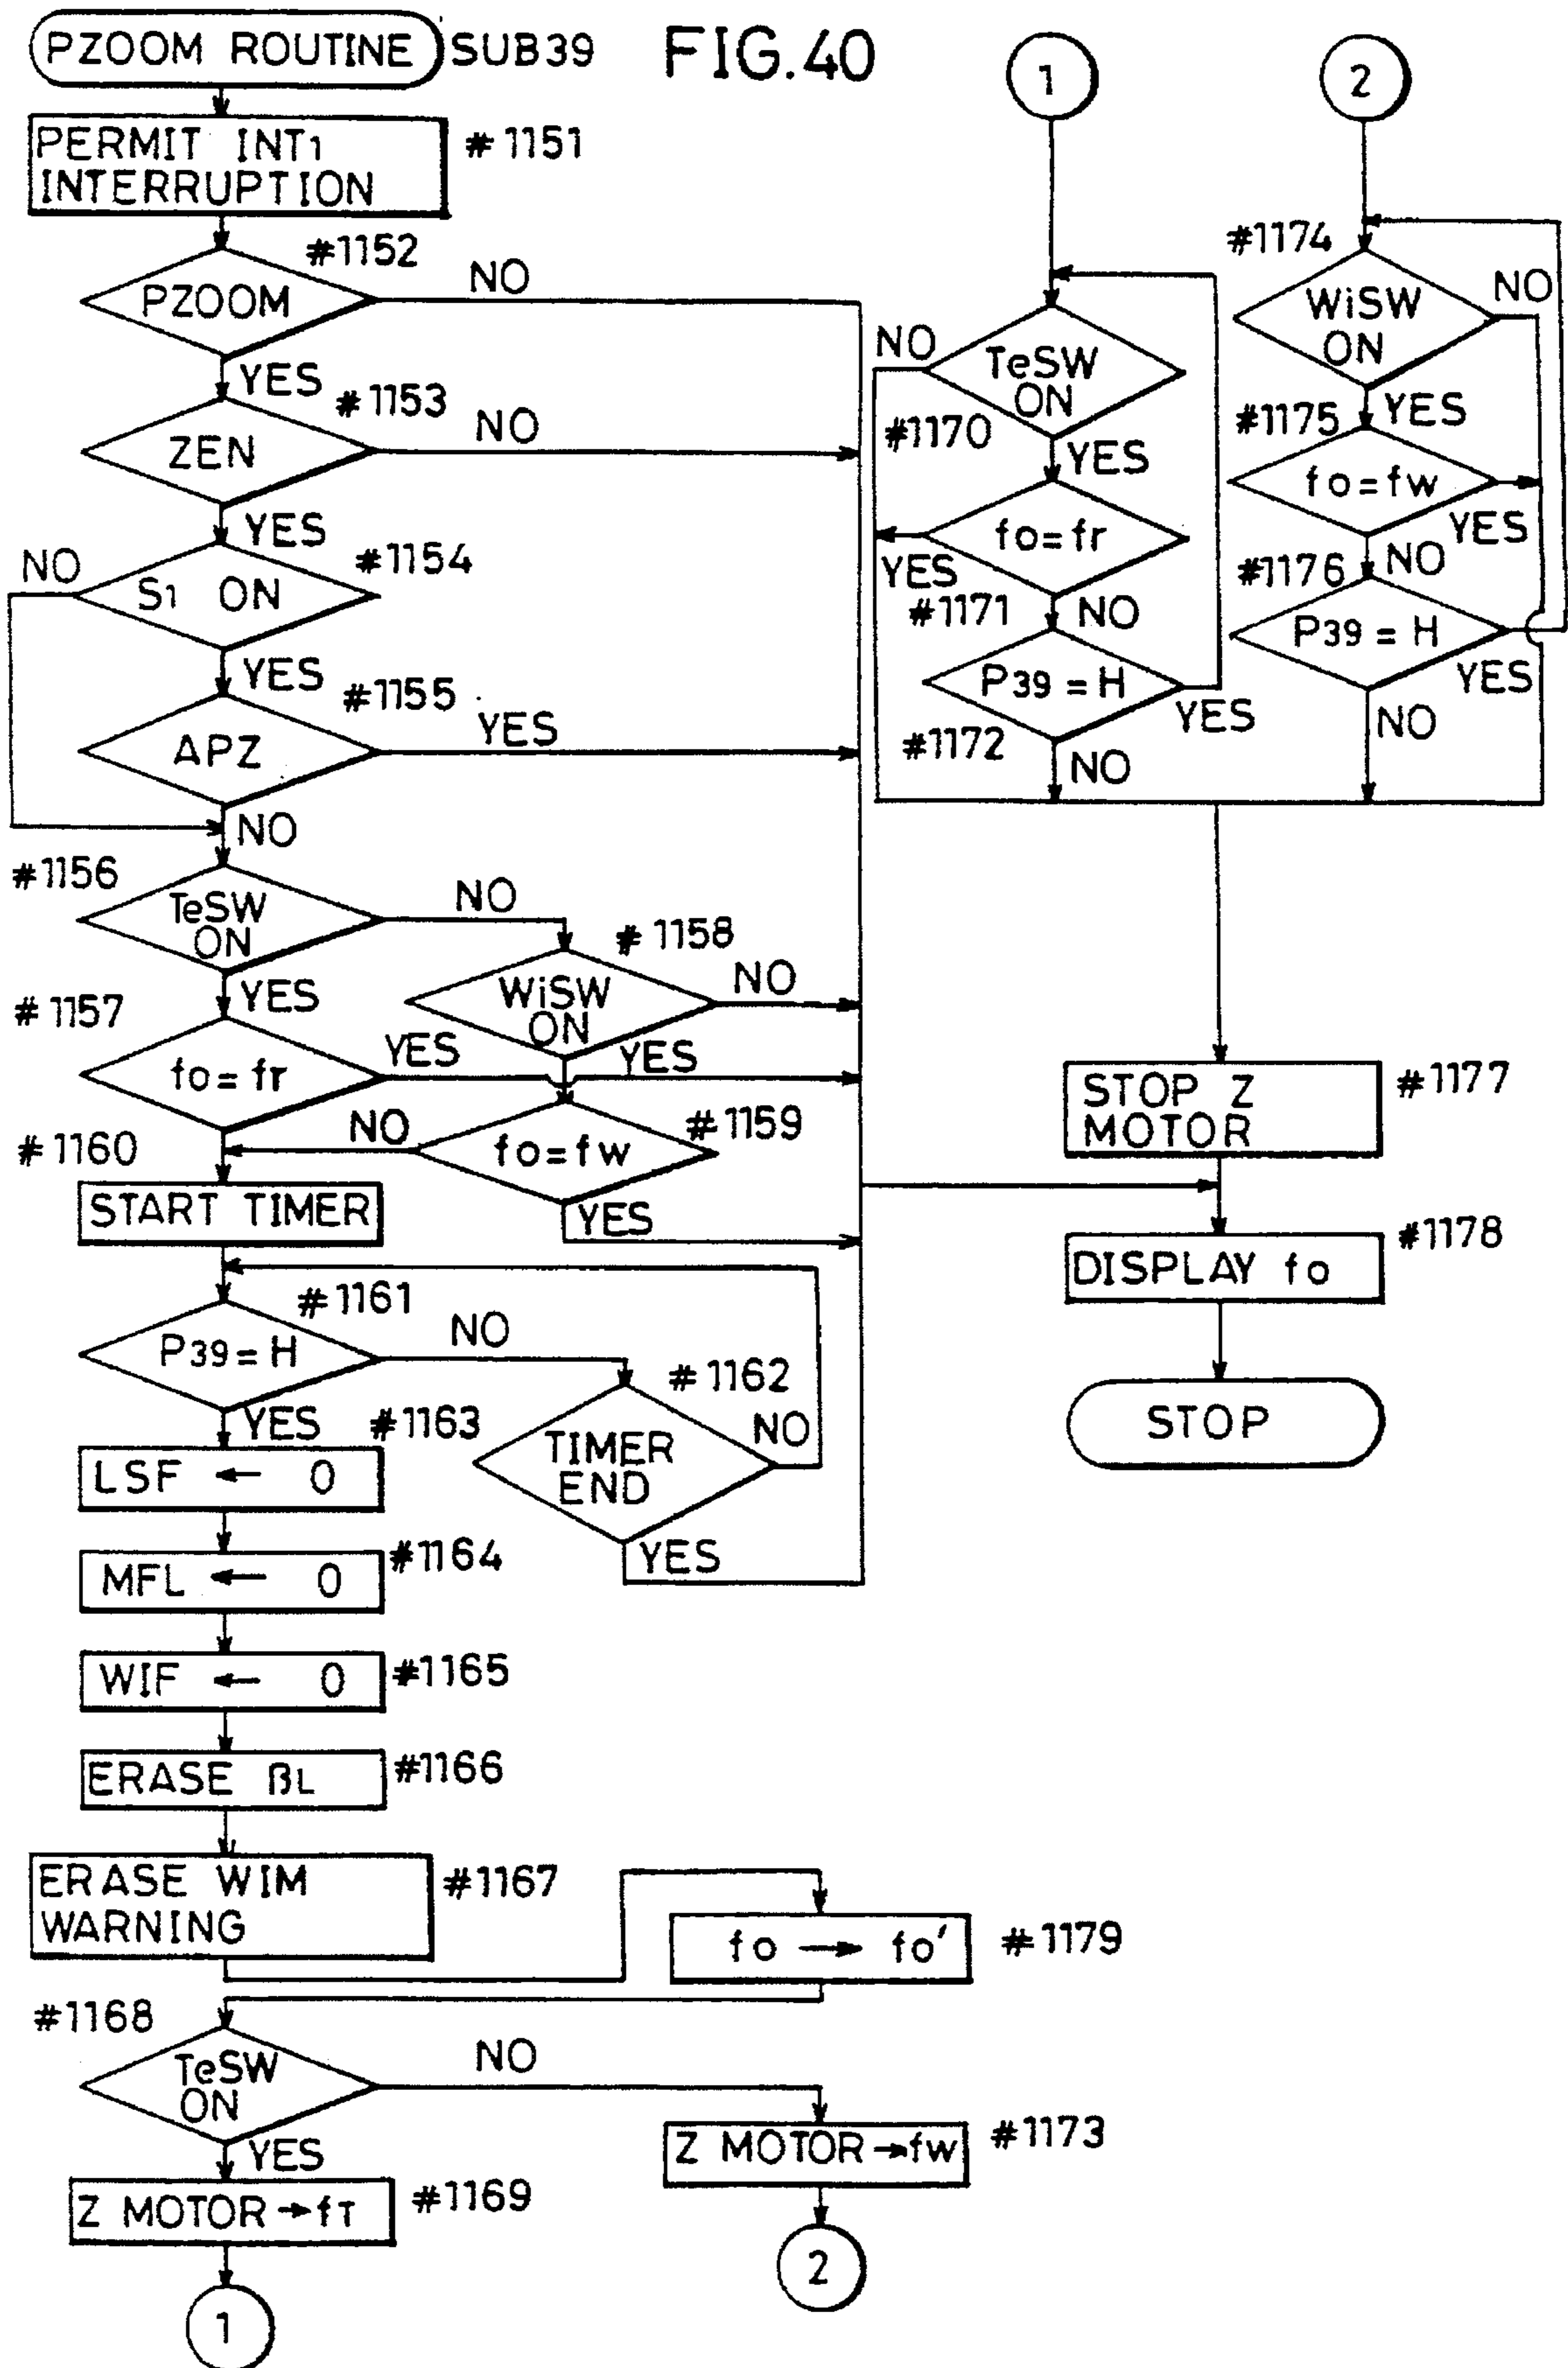 PZOOM ROUTINE SUB39
FIG.40
PERMIT INT1
INTERRUPTION
#1151
#1152
PZOOM
NO
YES
#1153
ZEN
NO
YES
#1154
NO
S1 ON
YES
#1155
APZ
YES
NO
#1156
TeSW
ON
NO
YES
#1158
WiSW
ON
NO
YES
#1157
fo=fr
YES
#1159
fo=fw
NO
YES
#1160
START TIMER
#1161
P39=H
NO
YES
#1162
TIMER
END
NO
YES
#1163
LSF ← 0
#1164
MFL ← 0
#1165
WIF ← 0
#1166
ERASE βL
ERASE WIM
WARNING
#1167
fo → fo'
#1179
#1168
TeSW
ON
NO
YES
Z MOTOR→fT
#1169
1
Z MOTOR→fw
#1173
2
1
TeSW
ON
NO
#1170
YES
fo=fr
YES
#1171
NO
P39=H
YES
#1172
NO
2
#1174
WiSW
ON
NO
YES
#1175
fo=fw
YES
NO
#1176
P39=H
YES
NO
STOP Z
MOTOR
#1177
DISPLAY fo
#1178
STOP